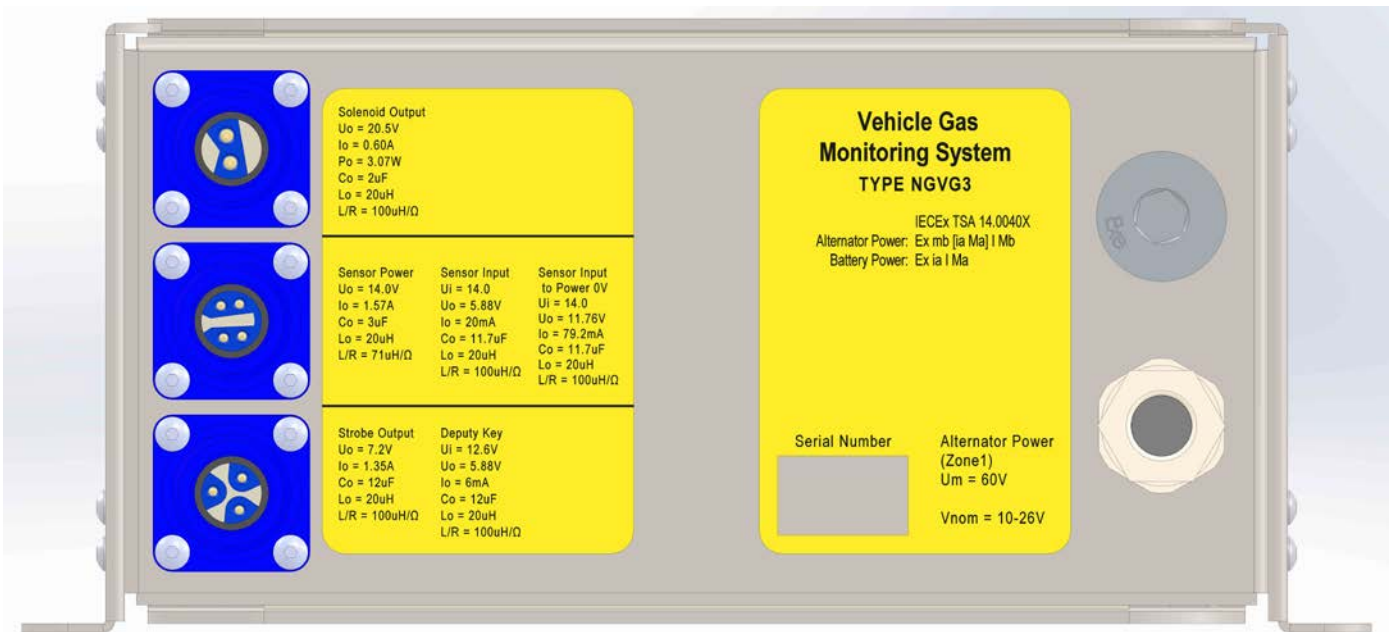 Solenoid Output
Uo = 20.5V
Io = 0.60A
Po = 3.07W
Co = 2uF
Lo = 20uH
L/R = 100uH/Ω
Sensor Power
Uo = 14.0V
Io = 1.57A
Co = 3uF
Lo = 20uH
L/R = 71uH/Ω
Sensor Input
Ui = 14.0
Uo = 5.88V
Io = 20mA
Co = 11.7uF
Lo = 20uH
L/R = 100uH/Ω
Sensor Input
to Power 0V
Ui = 14.0
Uo = 11.76V
Io = 79.2mA
Co = 11.7uF
Lo = 20uH
L/R = 100uH/Ω
Strobe Output
Uo = 7.2V
Io = 1.35A
Co = 12uF
Lo = 20uH
L/R = 100uH/Ω
Deputy Key
Ui = 12.6V
Uo = 5.88V
Io = 6mA
Co = 12uF
Lo = 20uH
L/R = 100uH/Ω
Vehicle Gas
Monitoring System
TYPE NGVG3
IECEx TSA 14.0040X
Alternator Power: Ex mb [ia Ma] I Mb
Battery Power: Ex ia I Ma
Serial Number
Alternator Power
(Zone1)
Um = 60V
Vnom = 10-26V